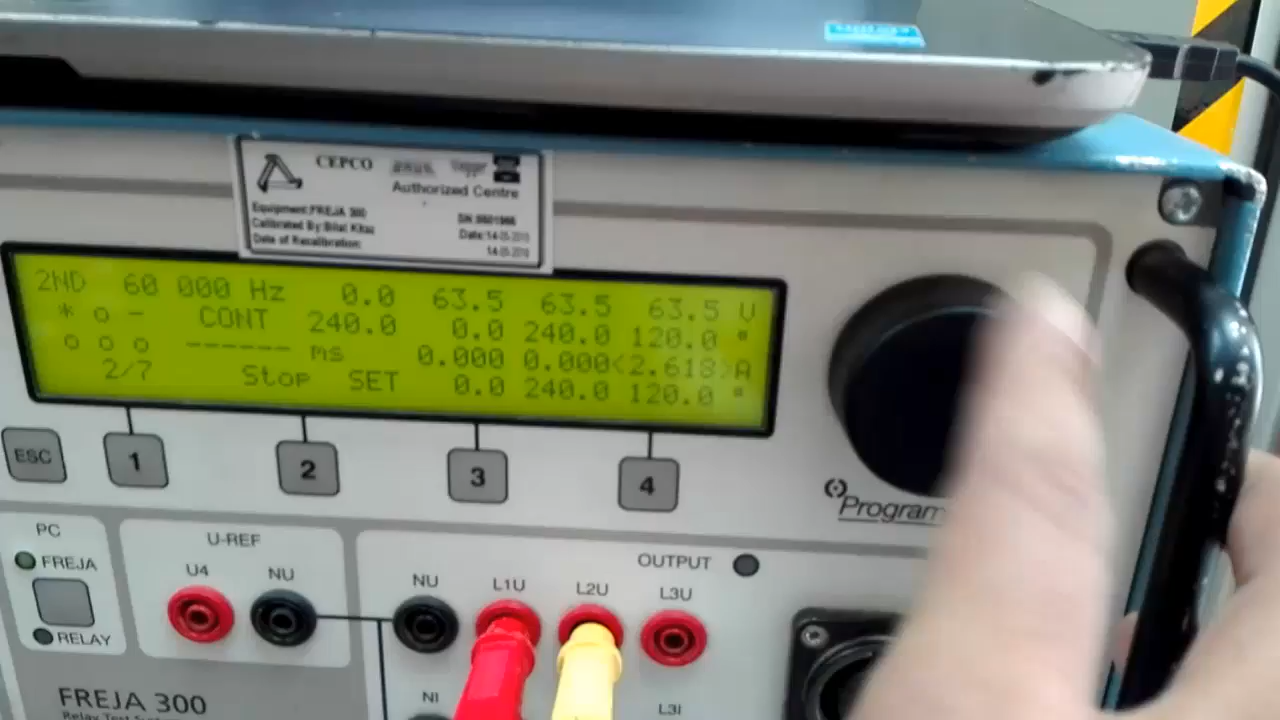 CEPCO
Authorized Centre
Equipment:FREJA 300
Calibrated By:Bilal
Date of Recalibration:
Date:
2ND 60 000 Hz 0.0 63.5 63.5 63.5 U
* o - CONT 240.0 0.0 240.0 120.0 °
o o o ------ ms 0.000 0.000<2.618>A
2/7 Stop SET 0.0 240.0 120.0 °
ESC 1 2 3 4
Program
PC
FREJA
RELAY
U-REF
U4 NU
OUTPUT
NU L1U L2U L3U
NI L3I
FREJA 300
Relay Test